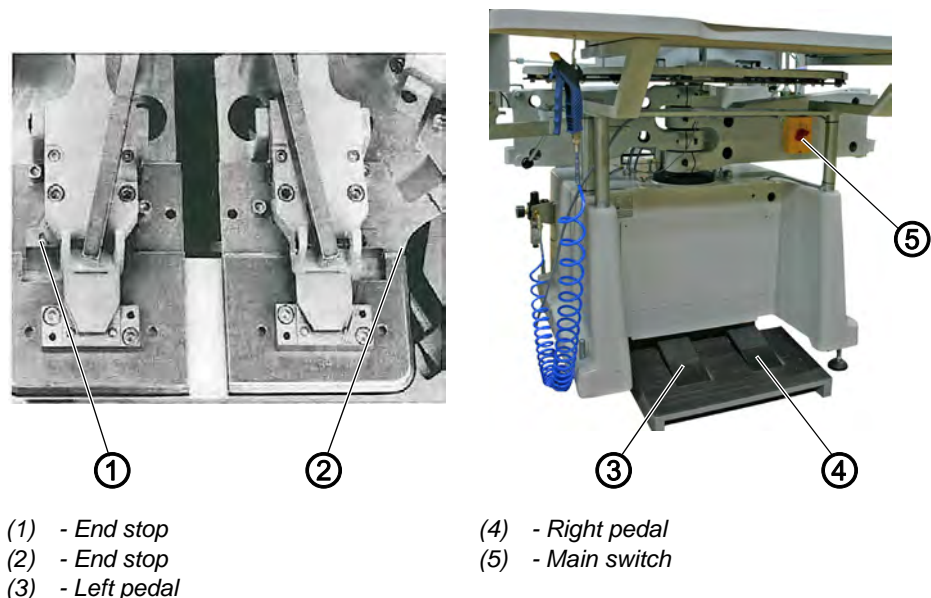 ① ②
③ ④
⑤
(1) - End stop
(2) - End stop
(3) - Left pedal
(4) - Right pedal
(5) - Main switch